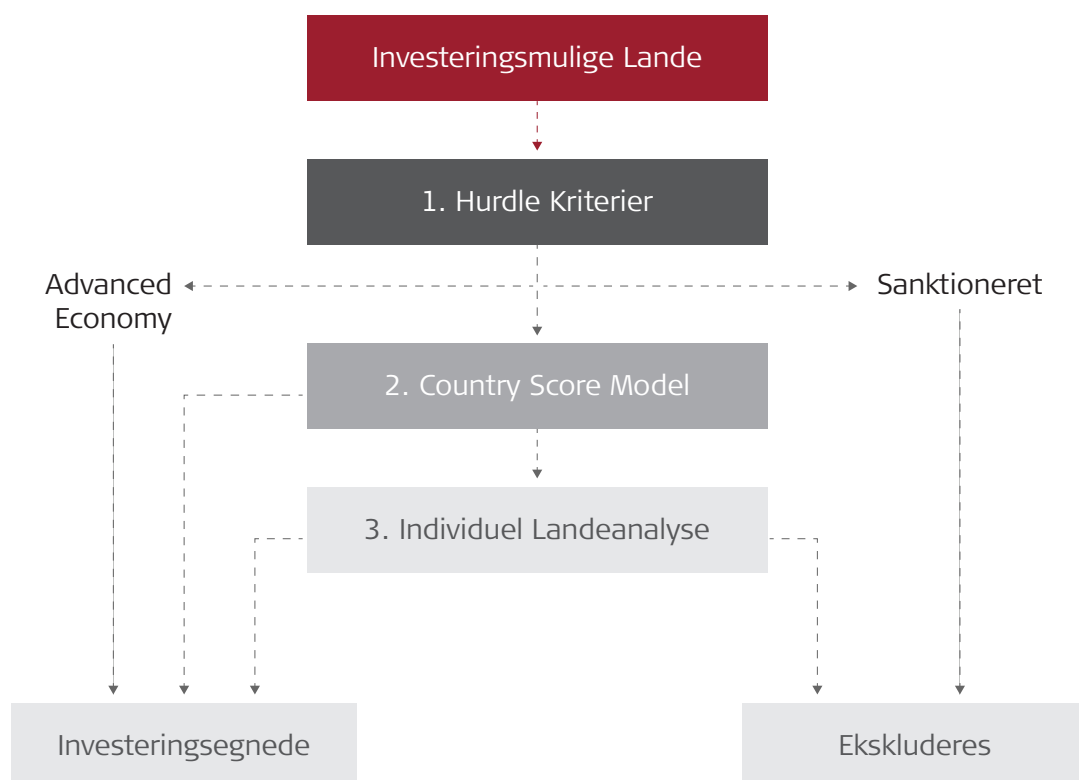 Investeringsmulige Lande
1. Hurdle Kriterier
Advanced
Economy
Sanktioneret
2. Country Score Model
3. Individuel Landeanalyse
Investeringsegnede
Ekskluderes